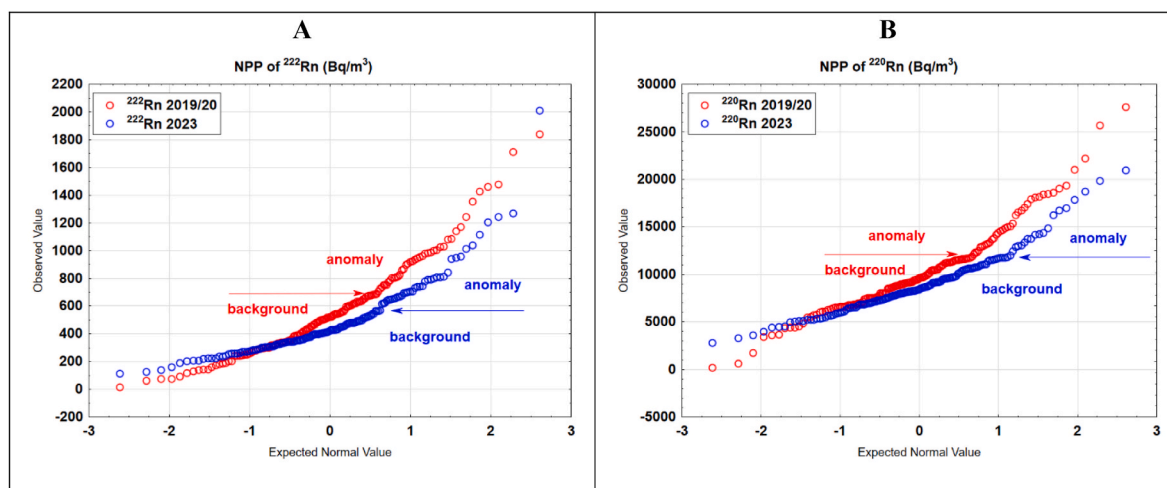 A
NPP of ²²²Rn (Bq/m³)
²²²Rn 2019/20
²²²Rn 2023
2200
2000
1800
1600
1400
1200
1000
800
600
400
200
0
-200
Observed Value
anomaly
background
anomaly
background
-3 -2 -1 0 1 2 3
Expected Normal Value
B
NPP of ²²⁰Rn (Bq/m³)
²²⁰Rn 2019/20
²²⁰Rn 2023
30000
25000
20000
15000
10000
5000
0
-5000
Observed Value
anomaly
background
anomaly
background
-3 -2 -1 0 1 2 3
Expected Normal Value